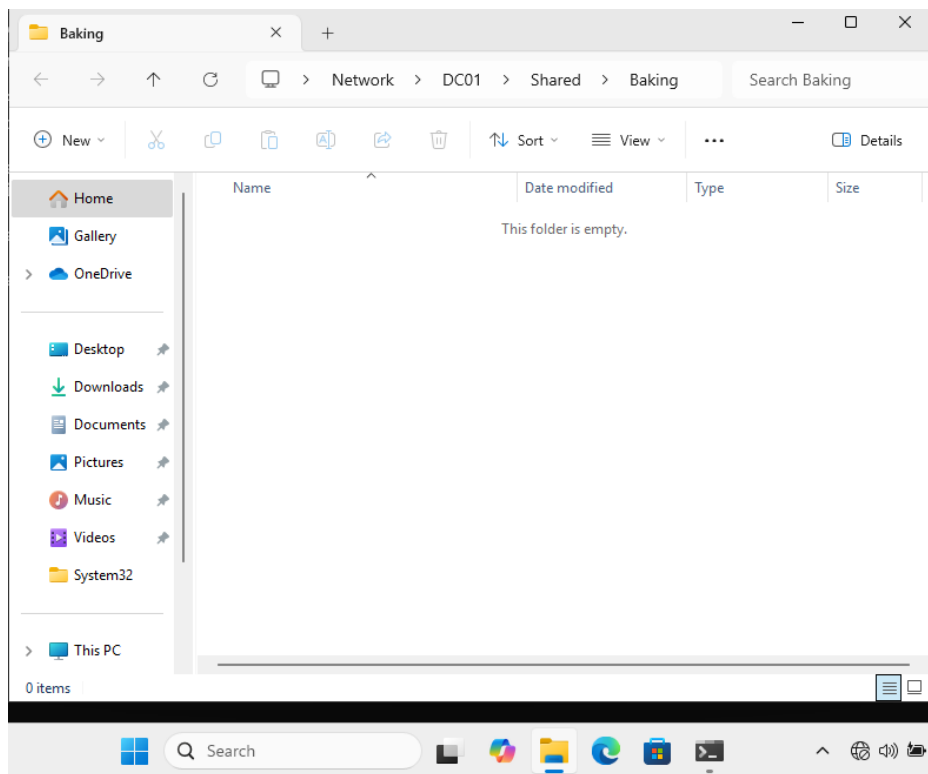 Baking
Network > DC01 > Shared > Baking
Search Baking
New
Sort
View
Details
Home
Gallery
OneDrive
Desktop
Downloads
Documents
Pictures
Music
Videos
System32
This PC
Name
Date modified
Type
Size
This folder is empty.
0 items
Search